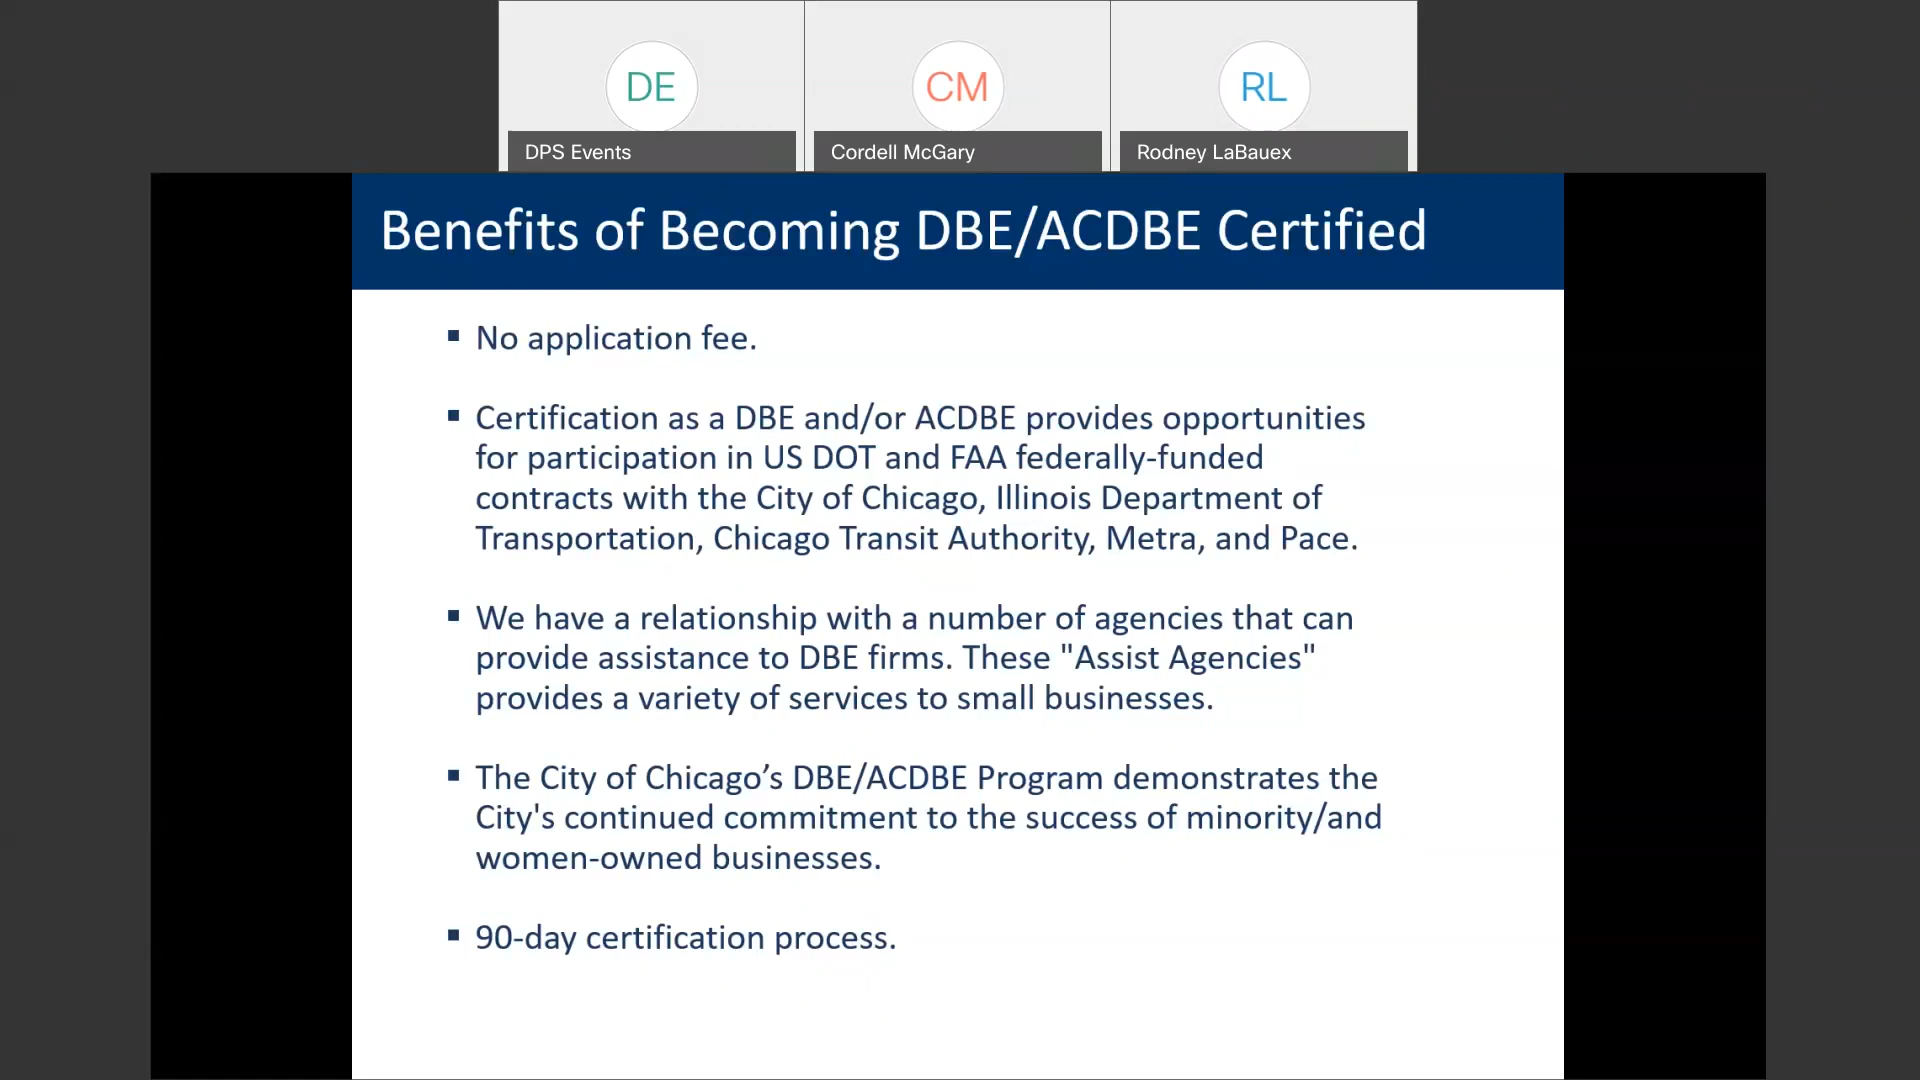 DE
CM
RL
DPS Events
Cordell McGary
Rodney LaBauex
Benefits of Becoming DBE/ACDBE Certified
▪ No application fee.
▪ Certification as a DBE and/or ACDBE provides opportunities
for participation in US DOT and FAA federally-funded
contracts with the City of Chicago, Illinois Department of
Transportation, Chicago Transit Authority, Metra, and Pace.
▪ We have a relationship with a number of agencies that can
provide assistance to DBE firms. These "Assist Agencies"
provides a variety of services to small businesses.
▪ The City of Chicago’s DBE/ACDBE Program demonstrates the
City's continued commitment to the success of minority/and
women-owned businesses.
▪ 90-day certification process.